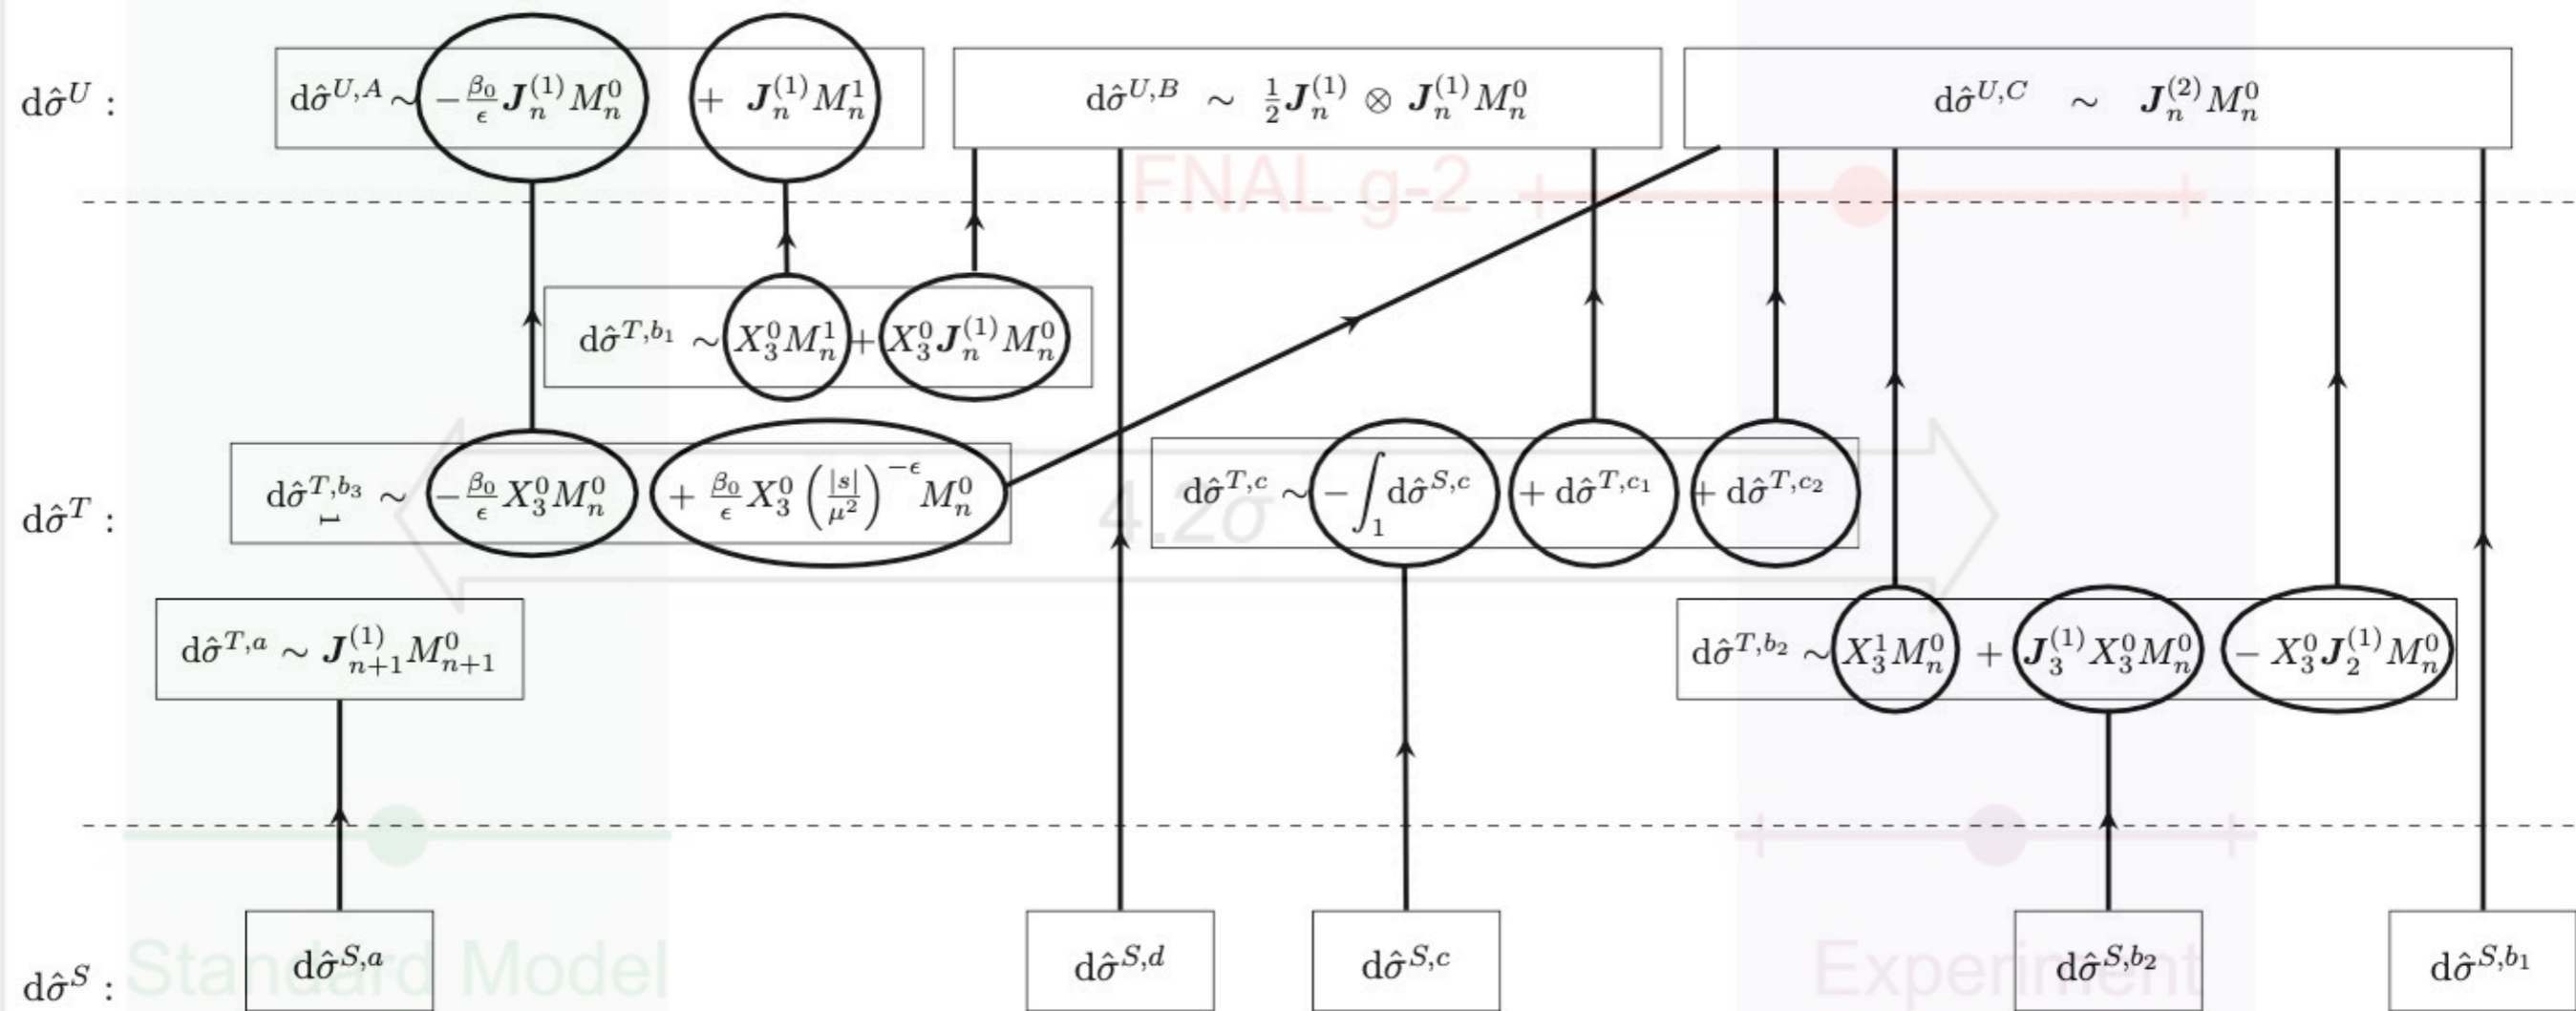 dσ̂^U :
dσ̂^{U,A} ∼ −\frac{β_0}{ϵ} J_n^{(1)} M_n^0 + J_n^{(1)} M_n^1
dσ̂^{U,B} ∼ \frac{1}{2} J_n^{(1)} ⊗ J_n^{(1)} M_n^0
dσ̂^{U,C} ∼ J_n^{(2)} M_n^0
FNAL g-2
dσ̂^{T,b_1} ∼ X_3^0 M_n^1 + X_3^0 J_n^{(1)} M_n^0
dσ̂^T :
dσ̂^{T,b_3} ∼ −\frac{β_0}{ϵ} X_3^0 M_n^0 + \frac{β_0}{ϵ} X_3^0 (\frac{|s|}{μ^2})^{−ϵ} M_n^0
4.2σ
dσ̂^{T,c} ∼ − ∫_1 dσ̂^{S,c} + dσ̂^{T,c_1} + dσ̂^{T,c_2}
dσ̂^{T,a} ∼ J_{n+1}^{(1)} M_{n+1}^0
dσ̂^{T,b_2} ∼ X_3^1 M_n^0 + J_3^{(1)} X_3^0 M_n^0 − X_3^0 J_2^{(1)} M_n^0
dσ̂^S :
Standard Model
dσ̂^{S,a}
dσ̂^{S,d}
dσ̂^{S,c}
Experiment
dσ̂^{S,b_2}
dσ̂^{S,b_1}